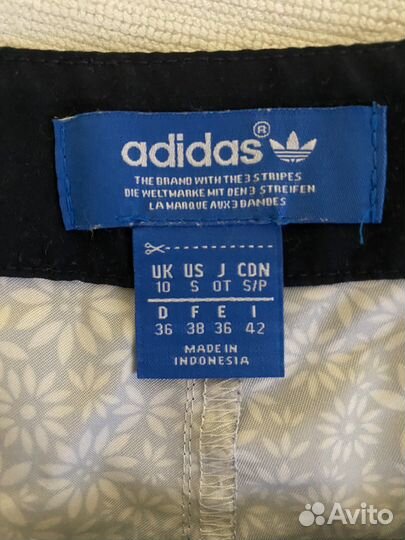 adidas®
THE BRAND WITH THE 3 STRIPES
DIE WELTMARKE MIT DEN 3 STREIFEN
LA MARQUE AUX 3 BANDES
UK US J CDN
10 S OT S/P
D F E I
36 38 36 42
MADE IN
INDONESIA
Avito